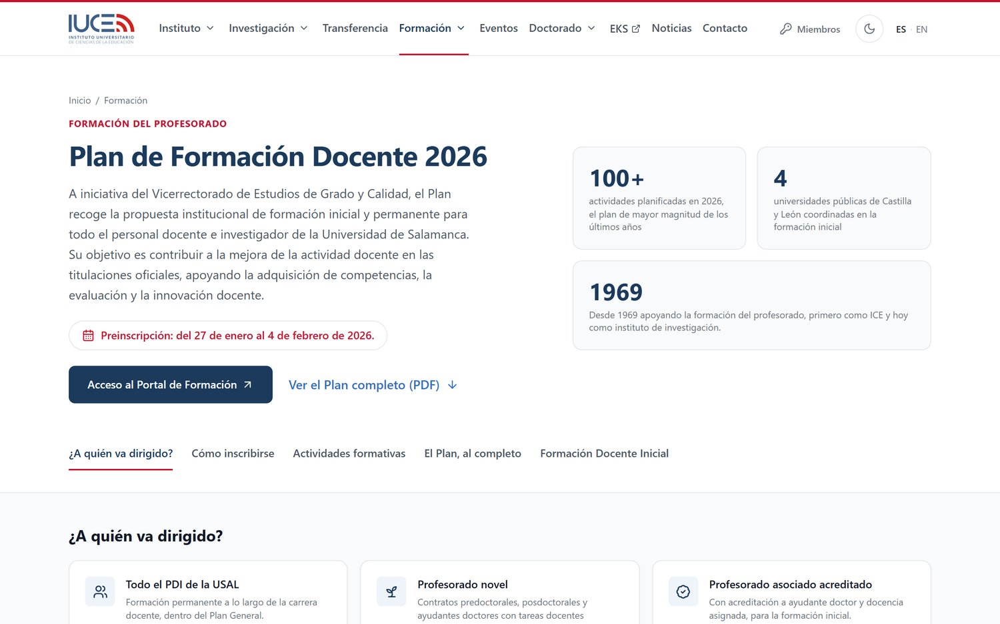 IUCE
INSTITUTO UNIVERSITARIO
DE CIENCIAS DE LA EDUCACIÓN
Instituto
Investigación
Transferencia
Formación
Eventos
Doctorado
EKS
Noticias
Contacto
Miembros
ES · EN
Inicio / Formación
FORMACIÓN DEL PROFESORADO
Plan de Formación Docente 2026
A iniciativa del Vicerrectorado de Estudios de Grado y Calidad, el Plan
recoge la propuesta institucional de formación inicial y permanente para
todo el personal docente e investigador de la Universidad de Salamanca.
Su objetivo es contribuir a la mejora de la actividad docente en las
titulaciones oficiales, apoyando la adquisición de competencias, la
evaluación y la innovación docente.
Preinscripción: del 27 de enero al 4 de febrero de 2026.
Acceso al Portal de Formación
Ver el Plan completo (PDF)
100+
actividades planificadas en 2026,
el plan de mayor magnitud de los
últimos años
4
universidades públicas de Castilla
y León coordinadas en la
formación inicial
1969
Desde 1969 apoyando la formación del profesorado, primero como ICE y hoy
como instituto de investigación.
¿A quién va dirigido?
Cómo inscribirse
Actividades formativas
El Plan, al completo
Formación Docente Inicial
¿A quién va dirigido?
Todo el PDI de la USAL
Formación permanente a lo largo de la carrera
docente, dentro del Plan General.
Profesorado novel
Contratos predoctorales, posdoctorales y
ayudantes doctores con tareas docentes
Profesorado asociado acreditado
Con acreditación a ayudante doctor y docencia
asignada, para la formación inicial.